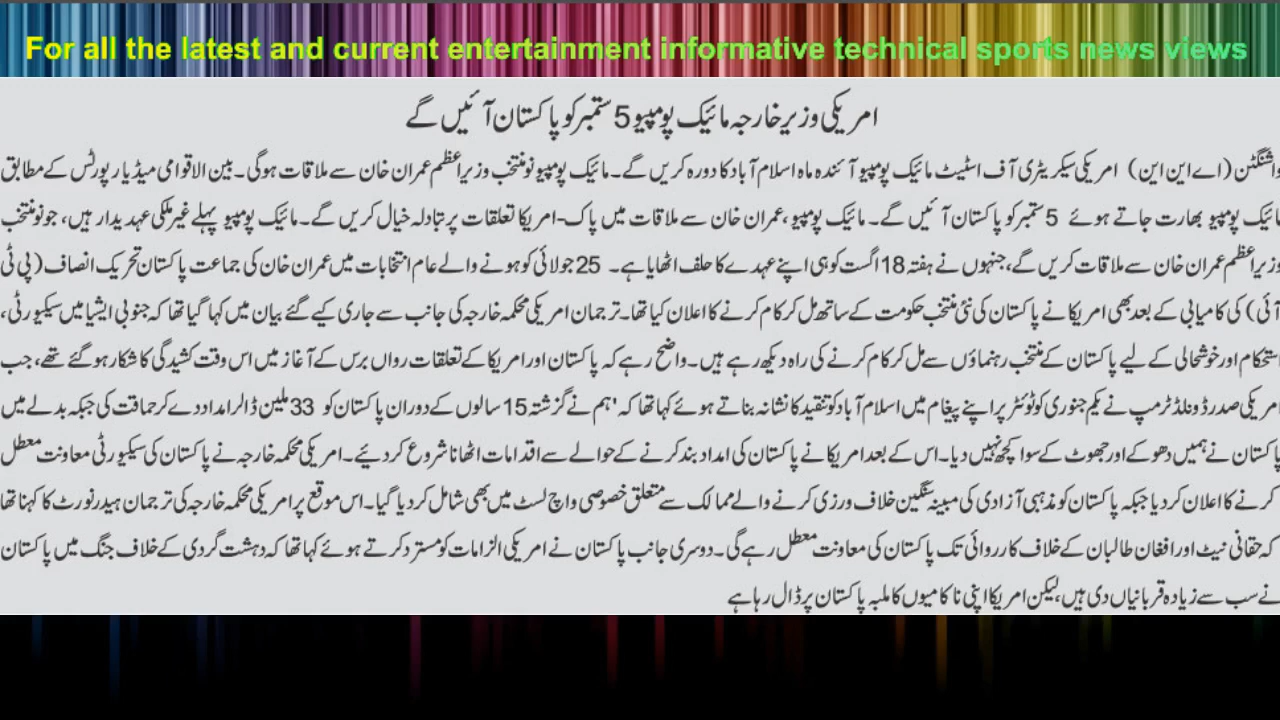 For all the latest and current entertainment informative technical sports news views
امریکی وزیر خارجہ مائیک پومپیو 5 ستمبر کو پاکستان آئیں گے
واشنگٹن (اے این این) امریکی سیکریٹری آف اسٹیٹ مائیک پومپیو آئندہ ماہ اسلام آباد کا دورہ کریں گے۔ مائیک پومپیو نومنتخب وزیراعظم عمران خان سے ملاقات ہوگی۔ بین الاقوامی میڈیا رپورٹس کے مطابق
مائیک پومپیو بھارت جاتے ہوئے 5 ستمبر کو پاکستان آئیں گے۔ مائیک پومپیو، عمران خان سے ملاقات میں پاک-امریکا تعلقات پر تبادلہ خیال کریں گے۔ مائیک پومپیو پہلے غیر ملکی عہدیدار ہیں، جو نومنتخب
وزیراعظم عمران خان سے ملاقات کریں گے، جنہوں نے ہفتہ 18 اگست کو ہی اپنے عہدے کا حلف اٹھایا ہے۔ 25 جولائی کو ہونے والے عام انتخابات میں عمران خان کی جماعت پاکستان تحریک انصاف (پی ٹی
آئی) کی کامیابی کے بعد بھی امریکا نے پاکستان کی نئی منتخب حکومت کے ساتھ مل کر کام کرنے کا اعلان کیا تھا۔ ترجمان امریکی محکمہ خارجہ کی جانب سے جاری کیے گئے بیان میں کہا گیا تھا کہ جنوبی ایشیا میں سیکیورٹی،
استحکام اور خوشحالی کے لیے پاکستان کے منتخب رہنماؤں سے مل کر کام کرنے کی راہ دیکھ رہے ہیں۔ واضح رہے کہ پاکستان اور امریکا کے تعلقات رواں برس کے آغاز میں اس وقت کشیدگی کا شکار ہوگئے تھے، جب
امریکی صدر ڈونلڈ ٹرمپ نے یکم جنوری کو ٹوئٹر پر اپنے پیغام میں اسلام آباد کو تنقید کا نشانہ بناتے ہوئے کہا تھا کہ 'ہم نے گزشتہ 15 سالوں کے دوران پاکستان کو 33 ملین ڈالر امداد دے کر حماقت کی جبکہ بدلے میں
پاکستان نے ہمیں دھوکے اور جھوٹ کے سوا کچھ نہیں دیا۔ اس کے بعد امریکا نے پاکستان کی امداد بند کرنے کے حوالے سے اقدامات اٹھانا شروع کر دیئے۔ امریکی محکمہ خارجہ نے پاکستان کی سیکیورٹی معاونت معطل
کرنے کا اعلان کر دیا جبکہ پاکستان کو مذہبی آزادی کی مبینہ سنگین خلاف ورزی کرنے والے ممالک سے متعلق خصوصی واچ لسٹ میں بھی شامل کر دیا گیا۔ اس موقع پر امریکی محکمہ خارجہ کی ترجمان ہیدر نورٹ کا کہنا تھا
کہ حقانی نیٹ اور افغان طالبان کے خلاف کارروائی تک پاکستان کی معاونت معطل رہے گی۔ دوسری جانب پاکستان نے امریکی الزامات کو مسترد کرتے ہوئے کہا تھا کہ دہشت گردی کے خلاف جنگ میں پاکستان
نے سب سے زیادہ قربانیاں دی ہیں، لیکن امریکا اپنی ناکامیوں کا ملبہ پاکستان پر ڈال رہا ہے